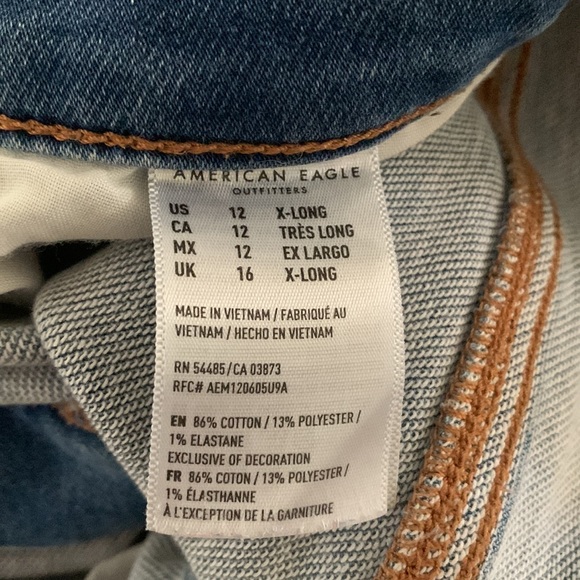 AMERICAN EAGLE
OUTFITTERS
US 12 X-LONG
CA 12 TRÈS LONG
MX 12 EX LARGO
UK 16 X-LONG
MADE IN VIETNAM / FABRIQUÉ AU
VIETNAM / HECHO EN VIETNAM
RN 54485/CA 03873
RFC# AEM120605U9A
EN 86% COTTON / 13% POLYESTER /
1% ELASTANE
EXCLUSIVE OF DECORATION
FR 86% COTON / 13% POLYESTER /
1% ÉLASTHANNE
À L'EXCEPTION DE LA GARNITURE